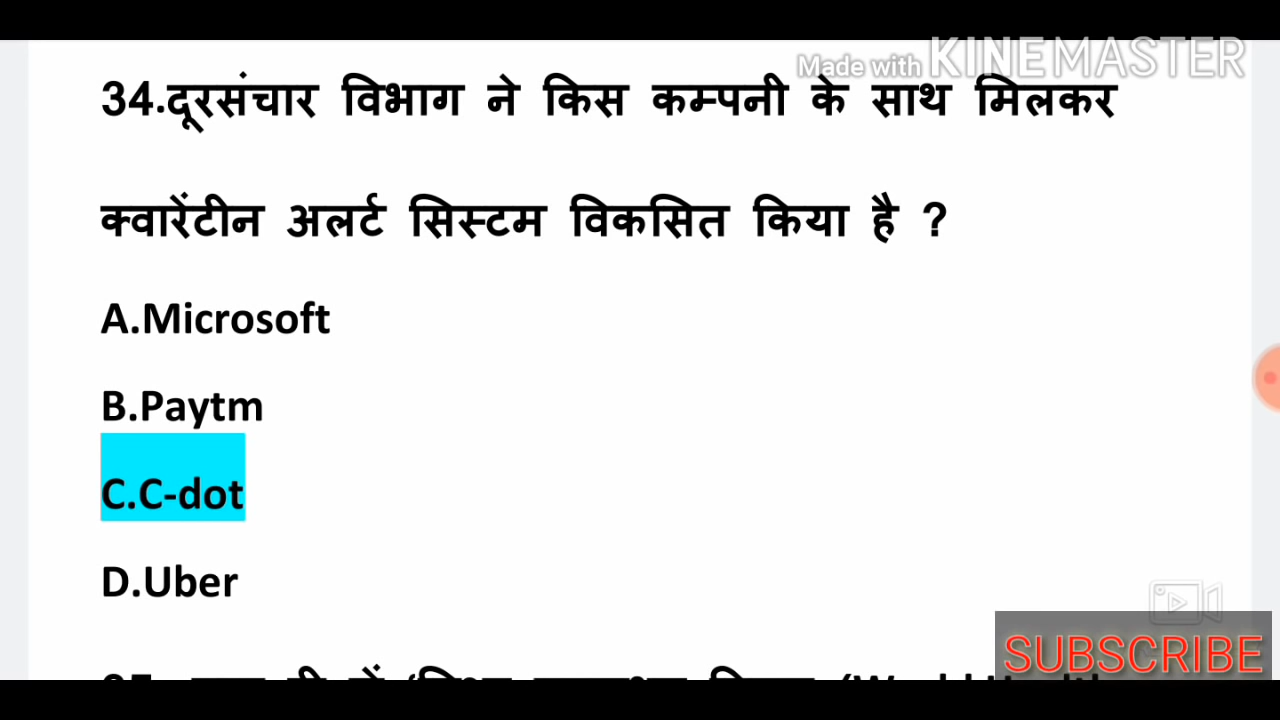 Made with KINEMASTER
34.दूरसंचार विभाग ने किस कम्पनी के साथ मिलकर
क्वारेंटीन अलर्ट सिस्टम विकसित किया है ?
A.Microsoft
B.Paytm
C.C-dot
D.Uber
SUBSCRIBE